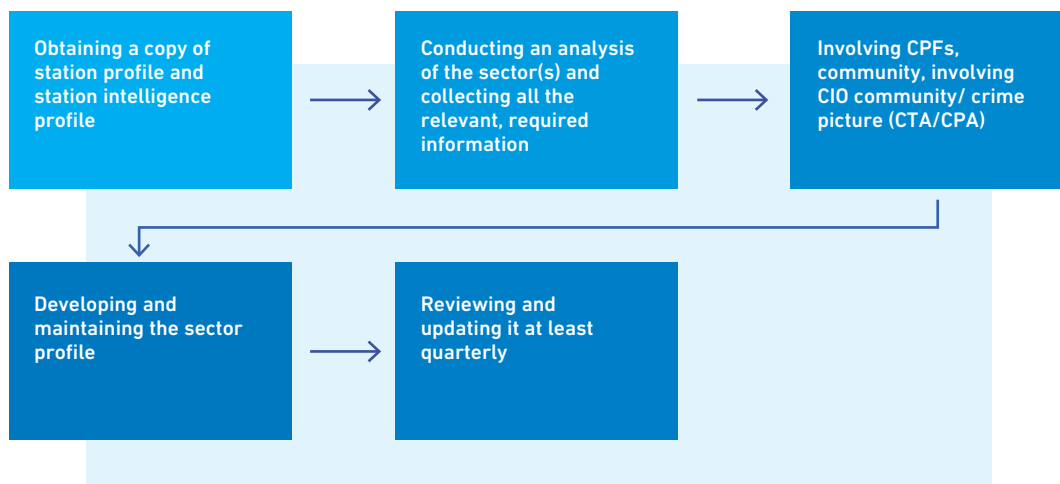 Obtaining a copy of
station profile and
station intelligence
profile
Conducting an analysis
of the sector(s) and
collecting all the
relevant, required
information
Involving CPFs,
community, involving
CIO community/ crime
picture (CTA/CPA)
Developing and
maintaining the sector
profile
Reviewing and
updating it at least
quarterly